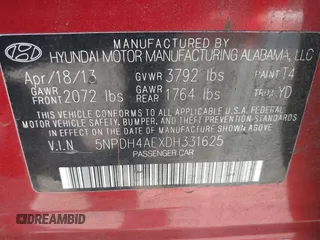 MANUFACTURED BY
HYUNDAI MOTOR MANUFACTURING ALABAMA, LLC
Apr/18/13 GVWR 3792 lbs PAINT T4
GAWR FRONT 2072 lbs GAWR REAR 1764 lbs TRIM YD
THIS VEHICLE CONFORMS TO ALL APPLICABLE U.S.A. FEDERAL
MOTOR VEHICLE SAFETY, BUMPER, AND THEFT PREVENTION
STANDARDS IN EFFECT ON THE DATE OF MANUFACTURE SHOWN ABOVE.
V.I.N 5NPDH4AEXDH331625
PASSENGER CAR
DREAMBID